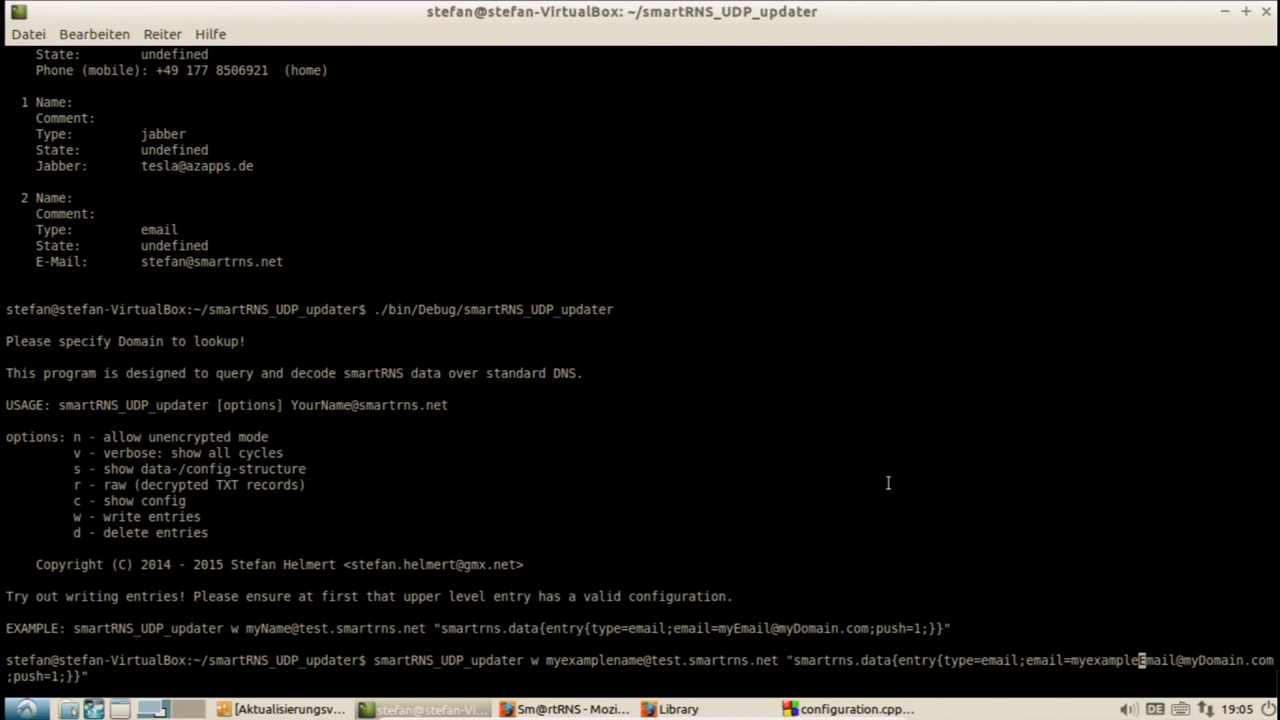 stefan@stefan-VirtualBox: ~/smartRNS_UDP_updater
Datei Bearbeiten Reiter Hilfe
State: undefined
Phone (mobile): +49 177 8506921 (home)
1 Name:
Comment:
Type: jabber
State: undefined
Jabber: tesla@azapps.de
2 Name:
Comment:
Type: email
State: undefined
E-Mail: stefan@smartrns.net
stefan@stefan-VirtualBox:~/smartRNS_UDP_updater$ ./bin/Debug/smartRNS_UDP_updater
Please specify Domain to lookup!
This program is designed to query and decode smartRNS data over standard DNS.
USAGE: smartRNS_UDP_updater [options] YourName@smartrns.net
options: n - allow unencrypted mode
v - verbose: show all cycles
s - show data-/config-structure
r - raw (decrypted TXT records)
c - show config
w - write entries
d - delete entries
Copyright (C) 2014 - 2015 Stefan Helmert <stefan.helmert@gmx.net>
Try out writing entries! Please ensure at first that upper level entry has a valid configuration.
EXAMPLE: smartRNS_UDP_updater w myName@test.smartrns.net "smartrns.data{entry{type=email;email=myEmail@myDomain.com;push=1;}}"
stefan@stefan-VirtualBox:~/smartRNS_UDP_updater$ smartRNS_UDP_updater w myexamplename@test.smartrns.net "smartrns.data{entry{type=email;email=myexampleEmail@myDomain.com
;push=1;}}"
[Aktualisierungsv... stefan@stefan-Vi... Sm@rtRNS - Mozi... Library configuration.cpp... DE 19:05